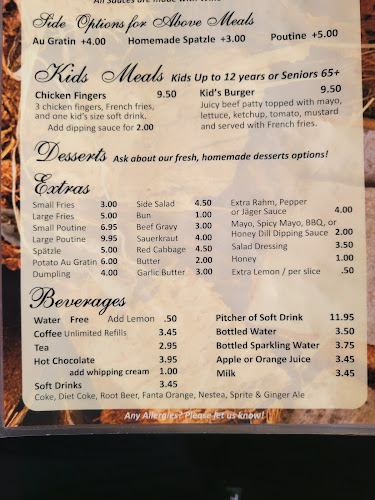 All Sauces are made with Wine
Side Options for Above Meals
Au Gratin +4.00 Homemade Spatzle +3.00 Poutine +5.00
Kids Meals Kids Up to 12 years or Seniors 65+
Chicken Fingers 9.50
3 chicken fingers, French fries,
and one kid's size soft drink.
Add dipping sauce for 2.00
Kid's Burger 9.50
Juicy beef patty topped with mayo,
lettuce, ketchup, tomato, mustard
and served with French fries.
Desserts Ask about our fresh, homemade desserts options!
Extras
Small Fries 3.00
Large Fries 5.00
Small Poutine 6.95
Large Poutine 9.95
Spätzle 5.00
Potato Au Gratin 6.00
Dumpling 4.00
Side Salad 4.50
Bun 1.00
Beef Gravy 3.00
Sauerkraut 4.00
Red Cabbage 4.50
Butter 2.00
Garlic Butter 3.00
Extra Rahm, Pepper
or Jäger Sauce 4.00
Mayo, Spicy Mayo, BBQ, or
Honey Dill Dipping Sauce 2.00
Salad Dressing 3.50
Honey 1.00
Extra Lemon / per slice .50
Beverages
Water Free Add Lemon .50
Coffee Unlimited Refills 3.45
Tea 2.95
Hot Chocolate 3.95
add whipping cream 1.00
Soft Drinks 3.45
Coke, Diet Coke, Root Beer, Fanta Orange, Nestea, Sprite & Ginger Ale
Pitcher of Soft Drink 11.95
Bottled Water 3.50
Bottled Sparkling Water 3.75
Apple or Orange Juice 3.45
Milk 3.45
Any Allergies? Please let us know!